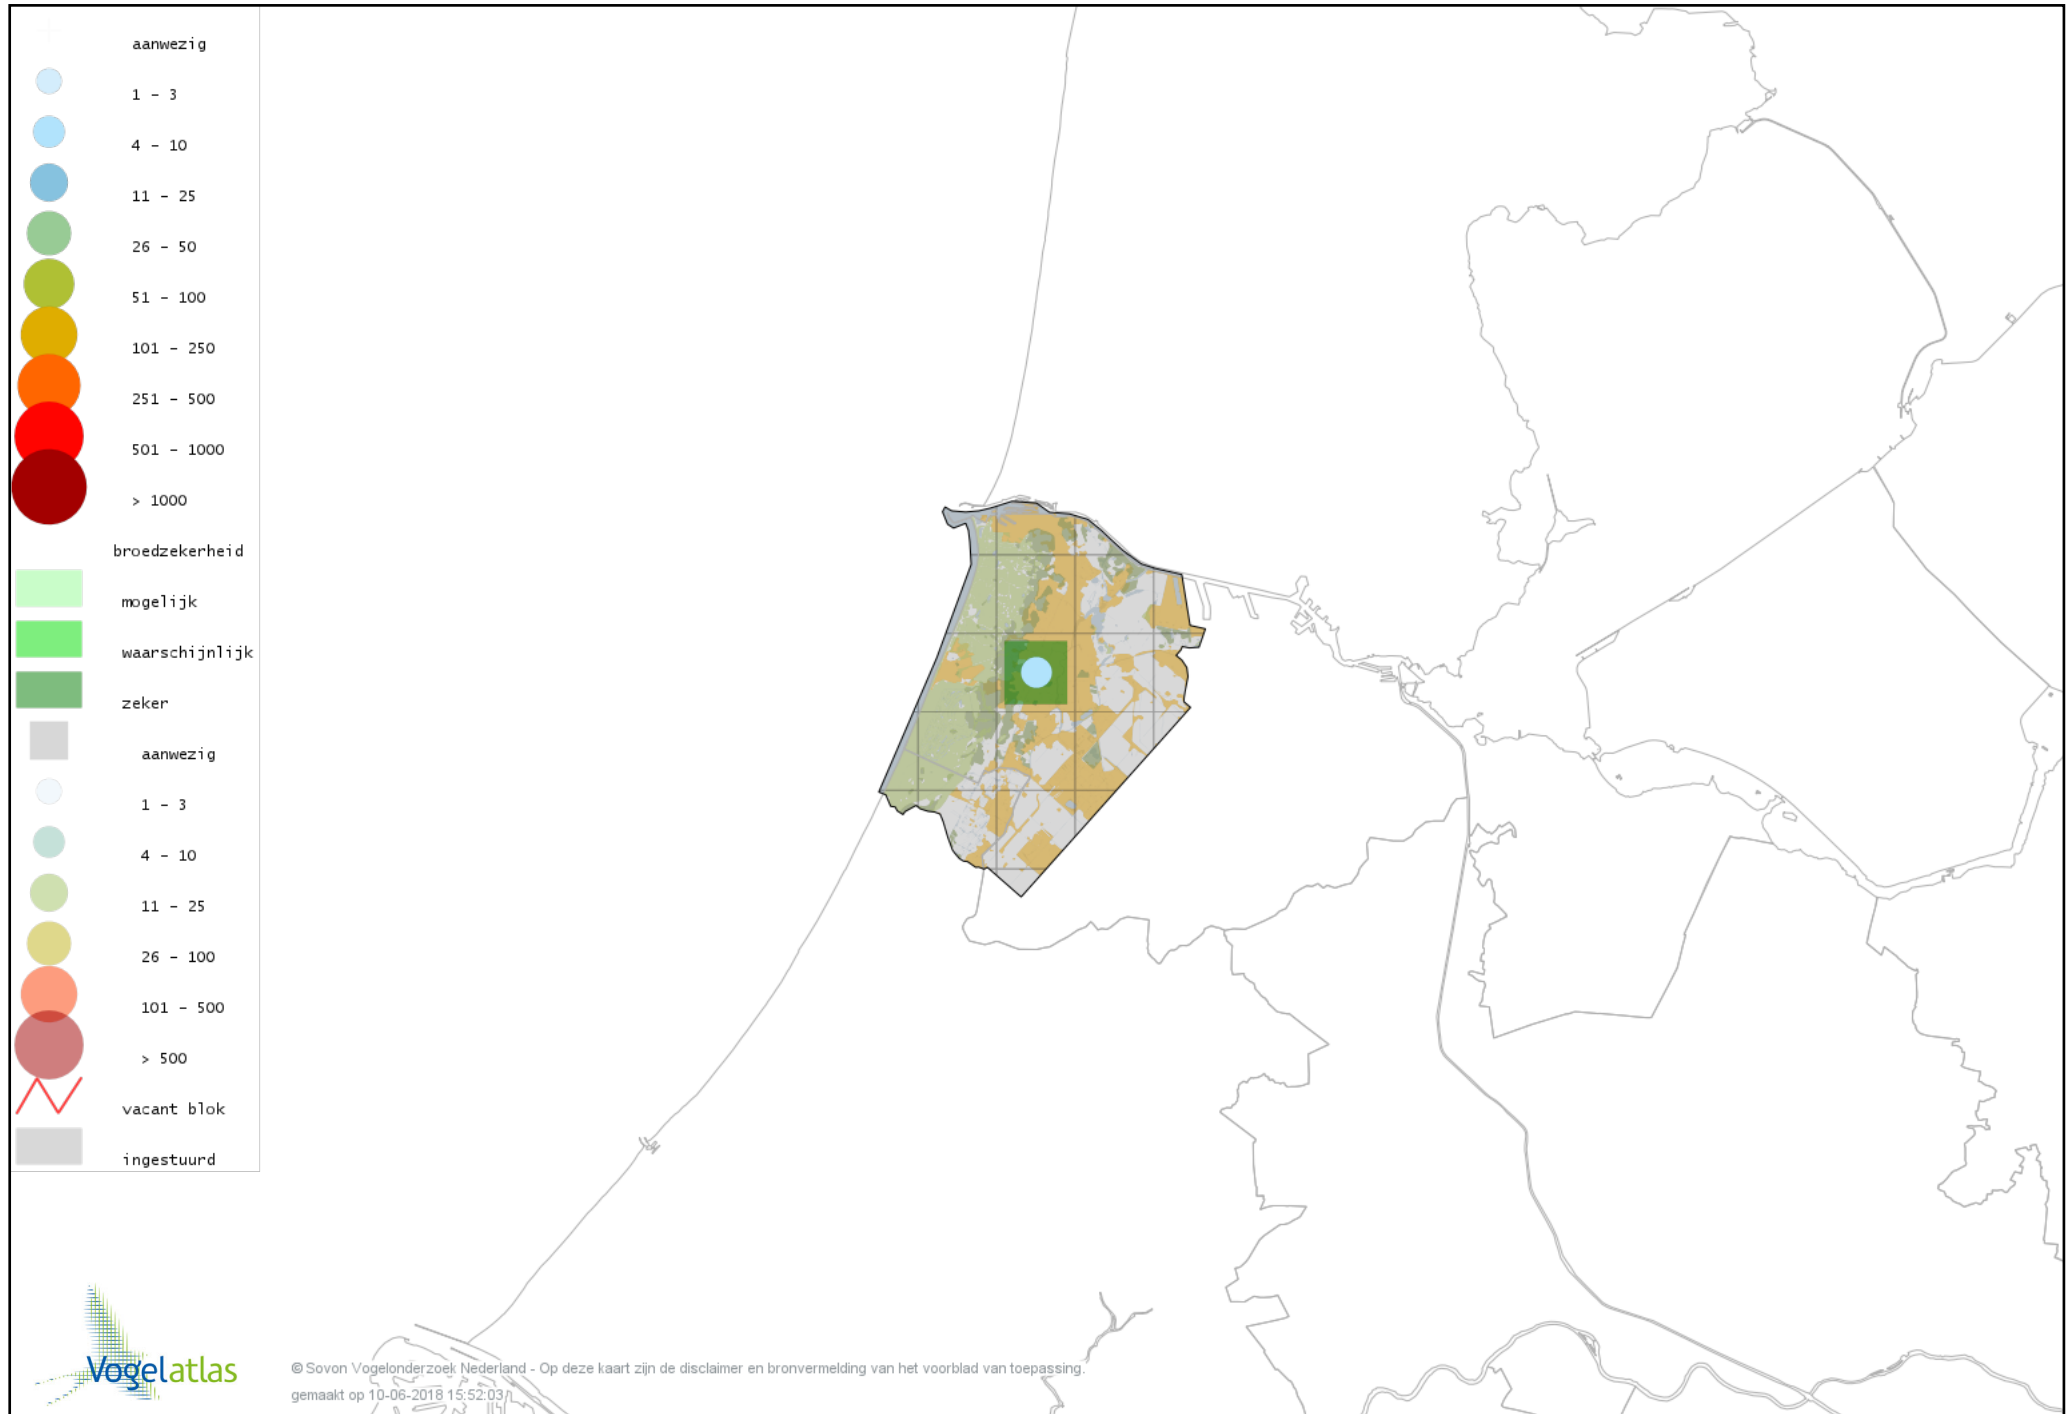 aanwezig
1 - 3
4 - 10
11 - 25
26 - 50
51 - 100
101 - 250
251 - 500
501 - 1000
> 1000
broedzekerheid
mogelijk
waarschijnlijk
zeker
aanwezig
1 - 3
4 - 10
11 - 25
26 - 100
101 - 500
> 500
vacant blok
ingestuurd
Vogelatlas
© Sovon Vogelonderzoek Nederland - Op deze kaart zijn de disclaimer en bronvermelding van het voorblad van toepassing.
gemaakt op 10-06-2018 15:52:03